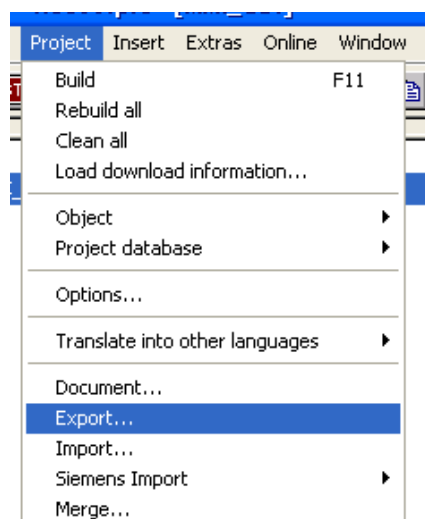 Project Insert Extras Online Window
Build F11
Rebuild all
Clean all
Load download information...
Object
Project database
Options...
Translate into other languages
Document...
Export...
Import...
Siemens Import
Merge...